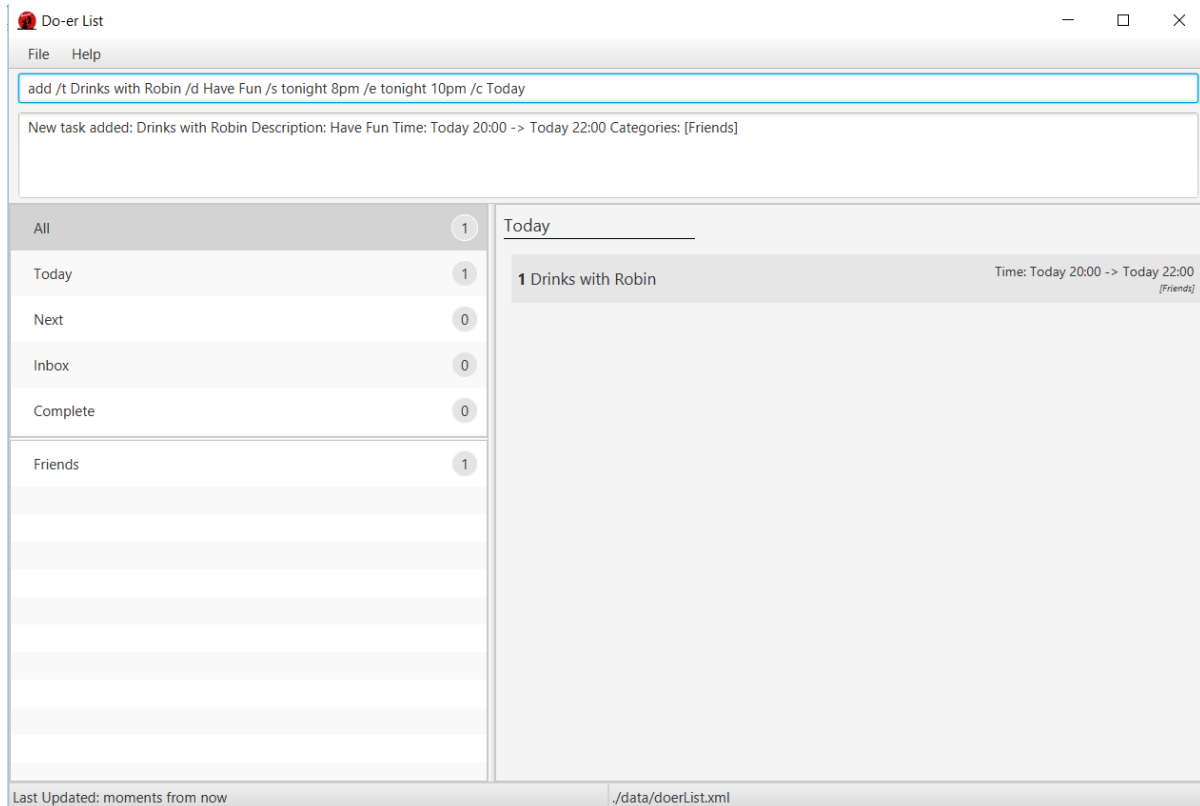 Do-er List
File Help
add /t Drinks with Robin /d Have Fun /s tonight 8pm /e tonight 10pm /c Today
New task added: Drinks with Robin Description: Have Fun Time: Today 20:00 -> Today 22:00 Categories: [Friends]
All 1
Today 1
Next 0
Inbox 0
Complete 0
Friends 1
Today
1 Drinks with Robin
Time: Today 20:00 -> Today 22:00
[Friends]
Last Updated: moments from now
./data/doerList.xml